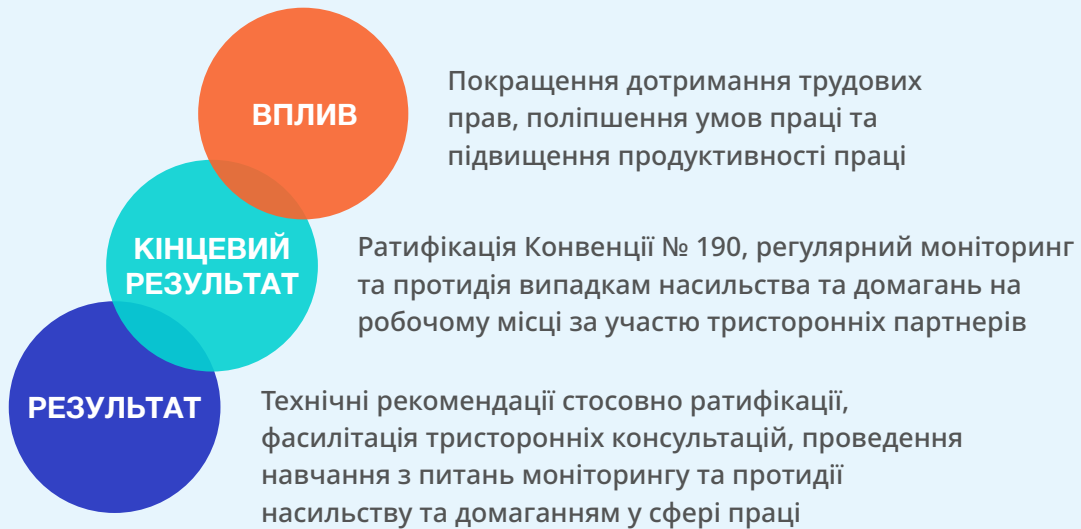 ВПЛИВ
Покращення дотримання трудових
прав, поліпшення умов праці та
підвищення продуктивності праці
КІНЦЕВИЙ
РЕЗУЛЬТАТ
Ратифікація Конвенції № 190, регулярний моніторинг
та протидія випадкам насильства та домагань на
робочому місці за участю тристоронніх партнерів
РЕЗУЛЬТАТ
Технічні рекомендації стосовно ратифікації,
фасилітація тристоронніх консультацій, проведення
навчання з питань моніторингу та протидії
насильству та домаганням у сфері праці